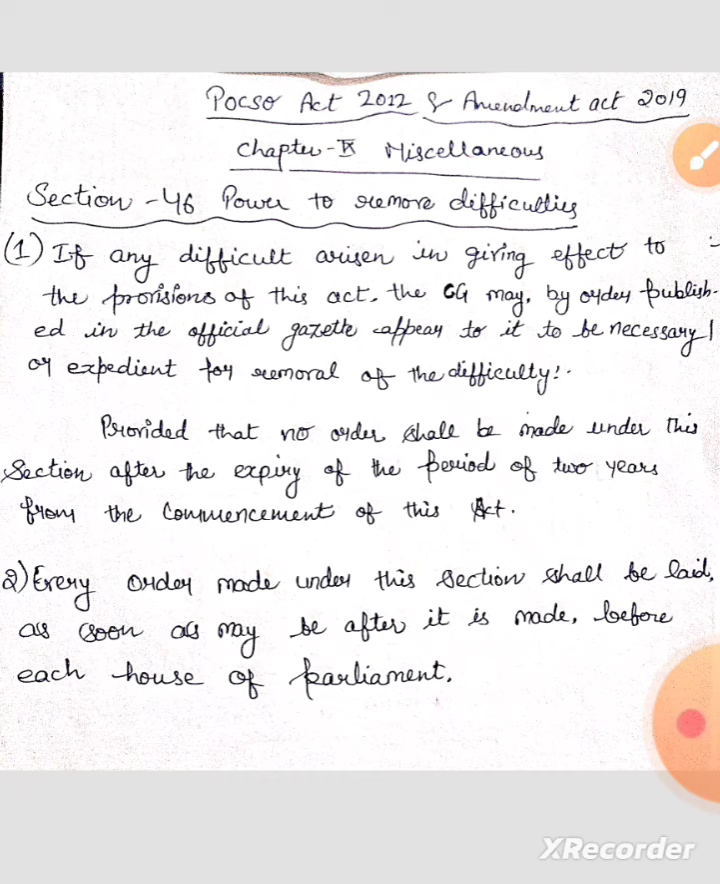 Pocso Act 2012 & Amendment act 2019
Chapter-IX Miscellaneous
Section-46 Power to remove difficulties
(1) If any difficult arisen in giving effect to
the provisions of this act. the CG may, by order publish-
ed in the official gazette appear to it to be necessary
or expedient for removal of the difficulty:.
Provided that no order shall be made under This
Section after the expiry of the period of two years
from the Commencement of this Act.
2) Every order made under this Section shall be laid,
as soon as may be after it is made, before
each house of parliament.
XRecorder